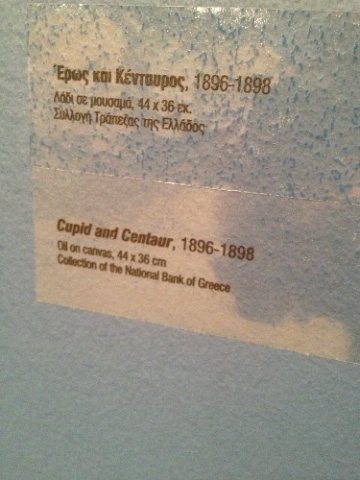 Έρως και Κένταυρος, 1896-1898
Λάδι σε μουσαμά, 44 x 36 εκ.
Συλλογή Τράπεζας της Ελλάδος
Cupid and Centaur, 1896-1898
Oil on canvas, 44 x 36 cm
Collection of the National Bank of Greece